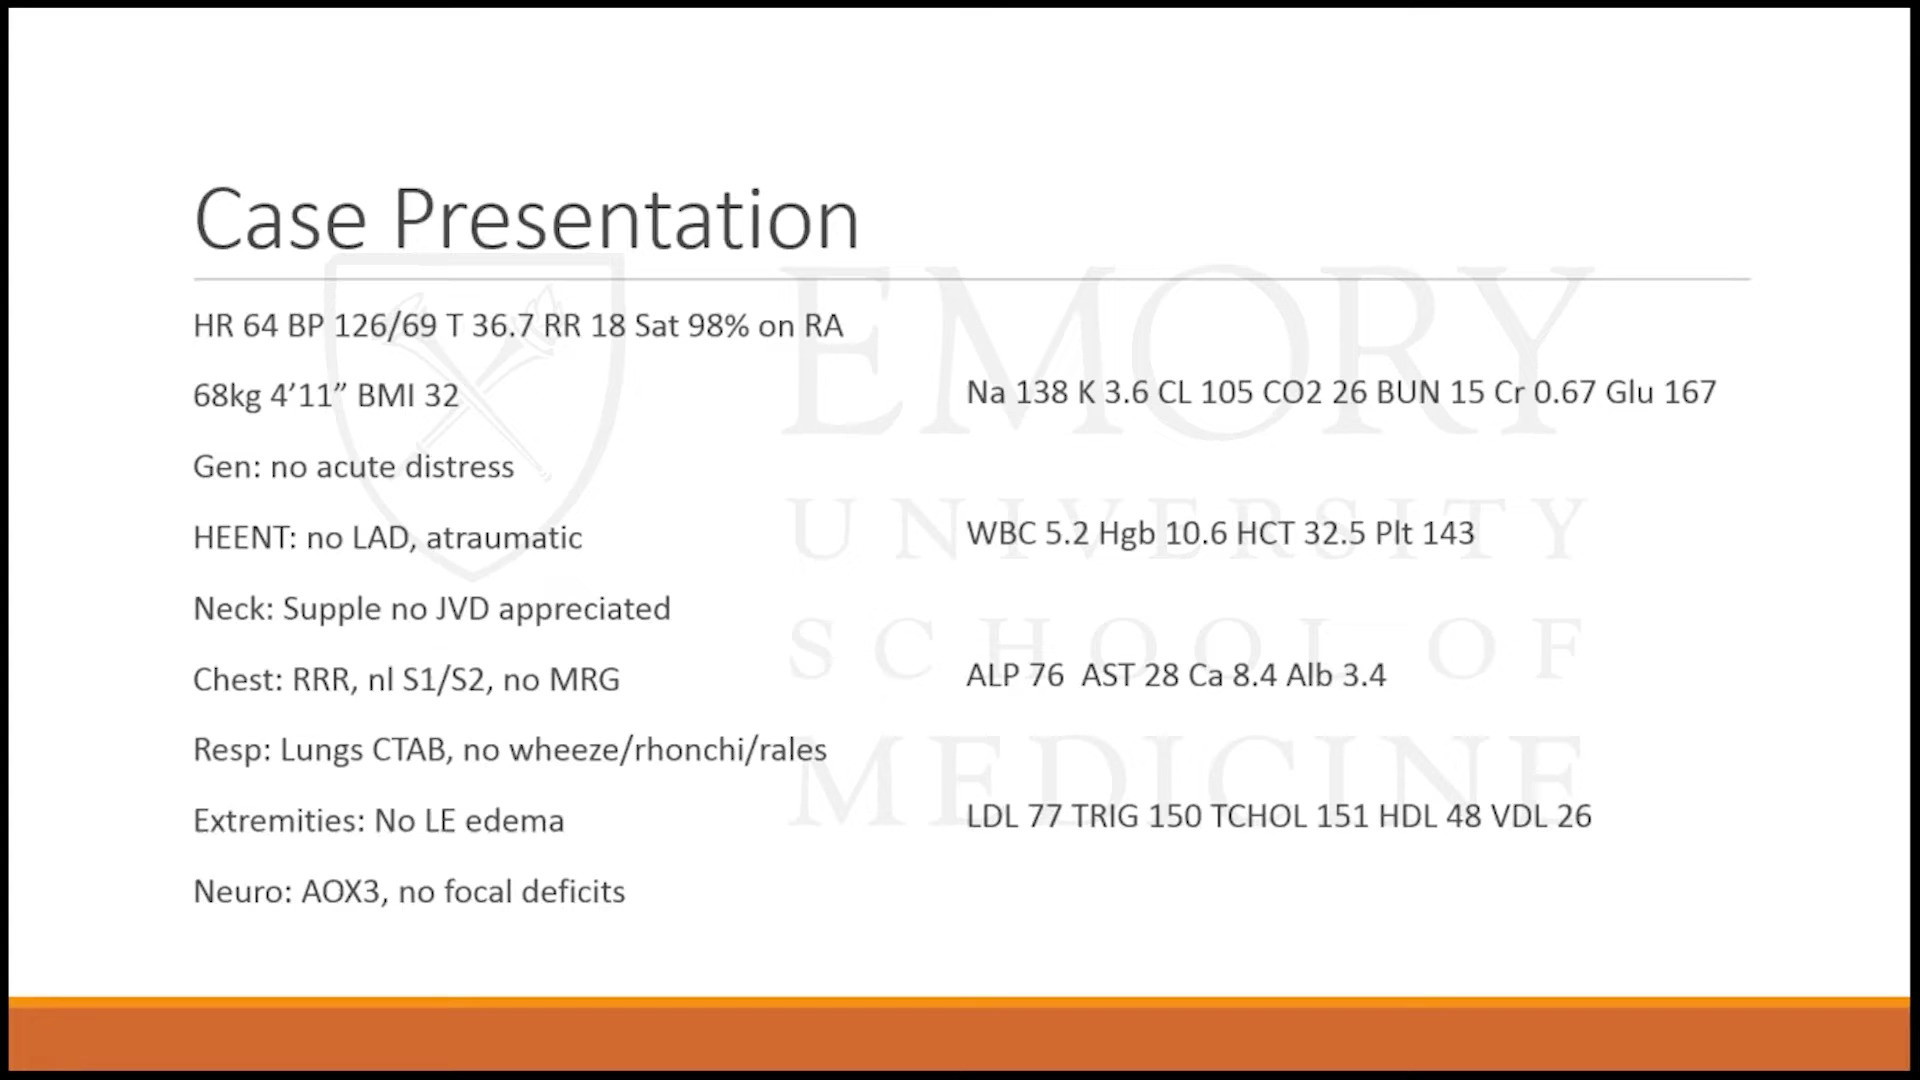 Case Presentation
HR 64 BP 126/69 T 36.7 RR 18 Sat 98% on RA
68kg 4’11” BMI 32
Gen: no acute distress
HEENT: no LAD, atraumatic
Neck: Supple no JVD appreciated
Chest: RRR, nl S1/S2, no MRG
Resp: Lungs CTAB, no wheeze/rhonchi/rales
Extremities: No LE edema
Neuro: AOX3, no focal deficits
Na 138 K 3.6 CL 105 CO2 26 BUN 15 Cr 0.67 Glu 167
WBC 5.2 Hgb 10.6 HCT 32.5 Plt 143
ALP 76 AST 28 Ca 8.4 Alb 3.4
LDL 77 TRIG 150 TCHOL 151 HDL 48 VDL 26
EMORY
UNIVERSITY
SCHOOL OF
MEDICINE